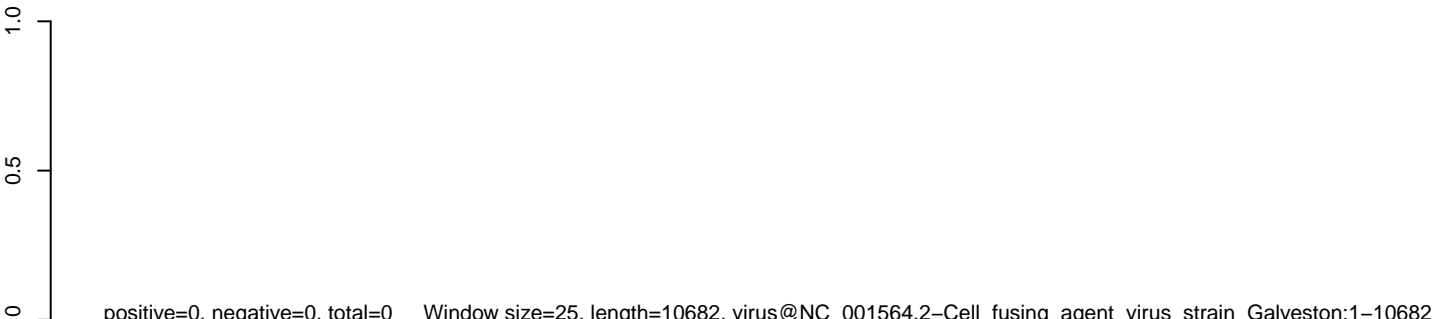 1.0
0.5
0
positive=0, negative=0, total=0 Window size=25, length=10682, virus@NC_001564.2−Cell_fusing_agent_virus_strain_Galveston:1−10682